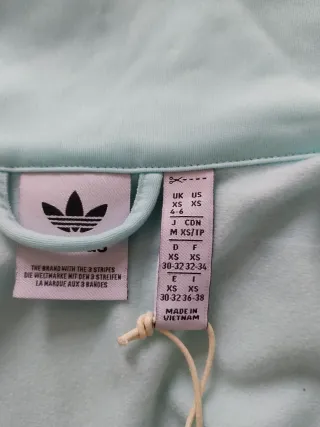 THE BRAND WITH THE 3 STRIPES
DIE WELTMARKE MIT DEN 3 STREIFEN
LA MARQUE AUX 3 BANDES
UK US
XS XS
4-6
J CDN
M XS/TP
D F
XS XS
30-32 32-34
E I
XS XS
30-32 36-38
MADE IN
VIETNAM